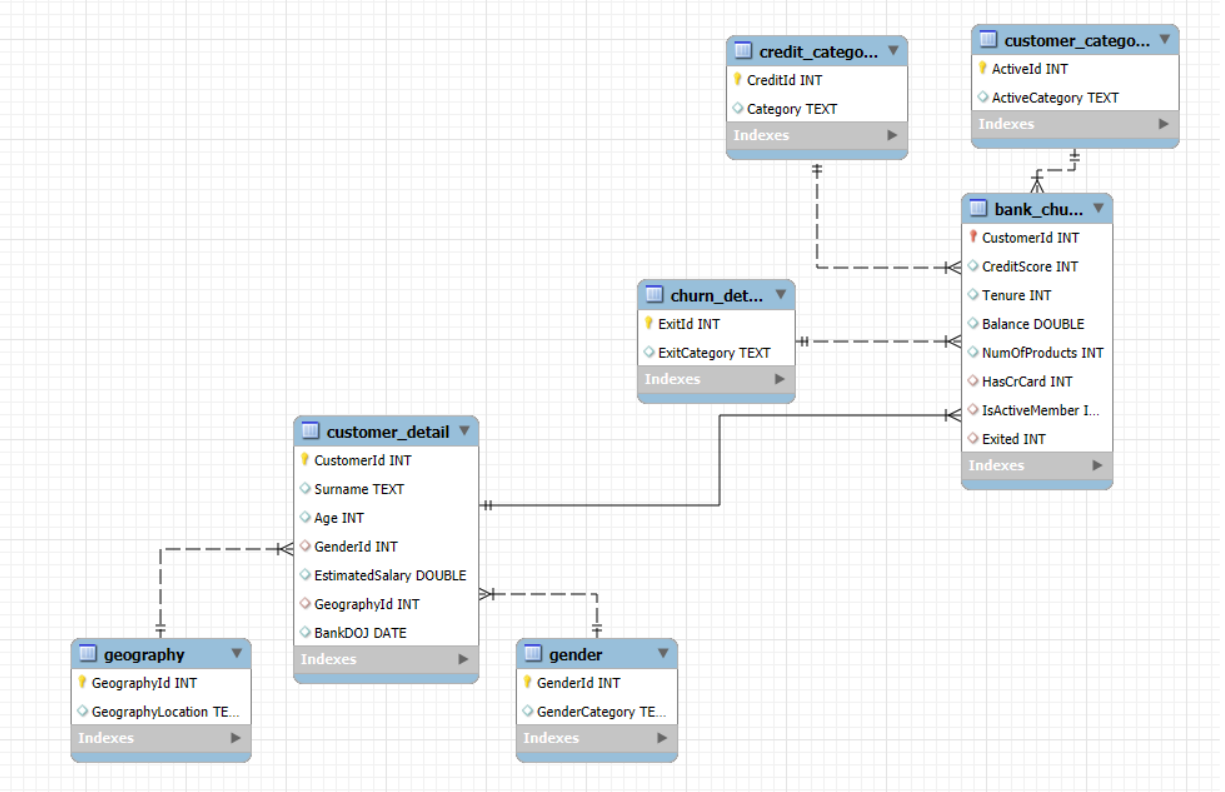 credit_catego...
CreditId INT
Category TEXT
Indexes
customer_catego...
ActiveId INT
ActiveCategory TEXT
Indexes
bank_chu...
CustomerId INT
CreditScore INT
Tenure INT
Balance DOUBLE
NumOfProducts INT
HasCrCard INT
IsActiveMember I...
Exited INT
Indexes
churn_det...
ExitId INT
ExitCategory TEXT
Indexes
customer_detail
CustomerId INT
Surname TEXT
Age INT
GenderId INT
EstimatedSalary DOUBLE
GeographyId INT
BankDOJ DATE
Indexes
geography
GeographyId INT
GeographyLocation TE...
Indexes
gender
GenderId INT
GenderCategory TE...
Indexes